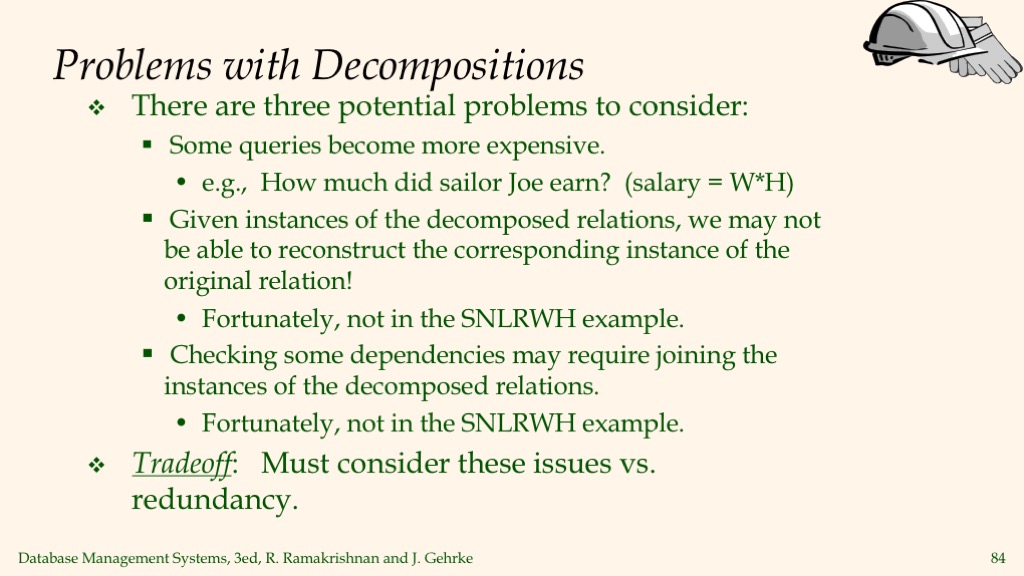 Problems with Decompositions
❖ There are three potential problems to consider:
▪ Some queries become more expensive.
• e.g., How much did sailor Joe earn? (salary = W*H)
▪ Given instances of the decomposed relations, we may not
be able to reconstruct the corresponding instance of the
original relation!
• Fortunately, not in the SNLRWH example.
▪ Checking some dependencies may require joining the
instances of the decomposed relations.
• Fortunately, not in the SNLRWH example.
❖ Tradeoff: Must consider these issues vs.
redundancy.
Database Management Systems, 3ed, R. Ramakrishnan and J. Gehrke 84